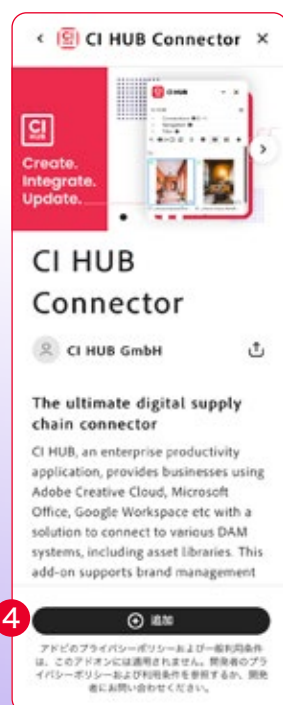 CI HUB Connector
CI HUB
Create.
Integrate.
Update.
CI HUB
CI HUB
Connector
CI HUB GmbH
The ultimate digital supply
chain connector
CI HUB, an enterprise productivity
application, provides businesses using
Adobe Creative Cloud, Microsoft
Office, Google Workspace etc with a
solution to connect to various DAM
systems, including asset libraries. This
add-on supports brand management
4
追加
アドビのプライバシーポリシーおよび一般利用条件
は、このアドオンには適用されません。開発者のプラ
イバシーポリシーおよび利用条件を参照するか、開発
者にお問い合わせください。